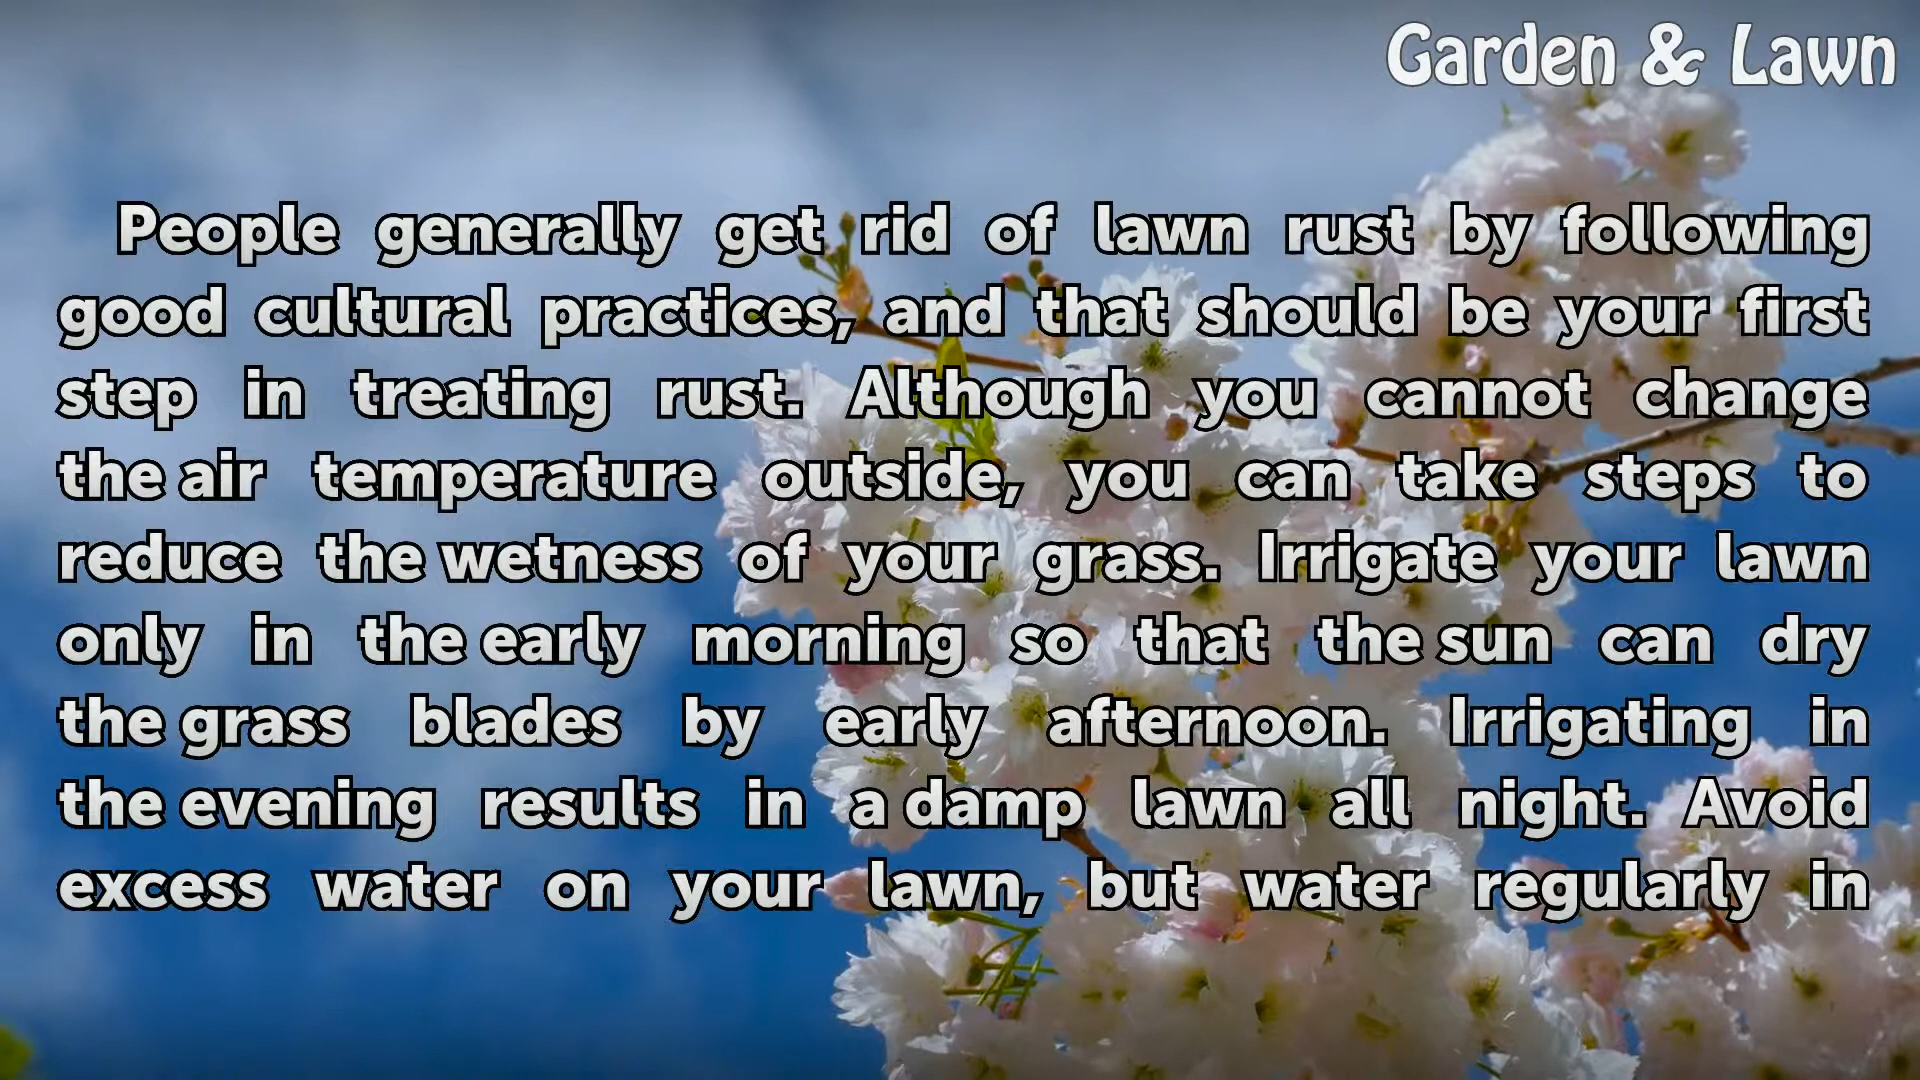 Garden & Lawn
People generally get rid of lawn rust by following
good cultural practices, and that should be your first
step in treating rust. Although you cannot change
the air temperature outside, you can take steps to
reduce the wetness of your grass. Irrigate your lawn
only in the early morning so that the sun can dry
the grass blades by early afternoon. Irrigating in
the evening results in a damp lawn all night. Avoid
excess water on your lawn, but water regularly in